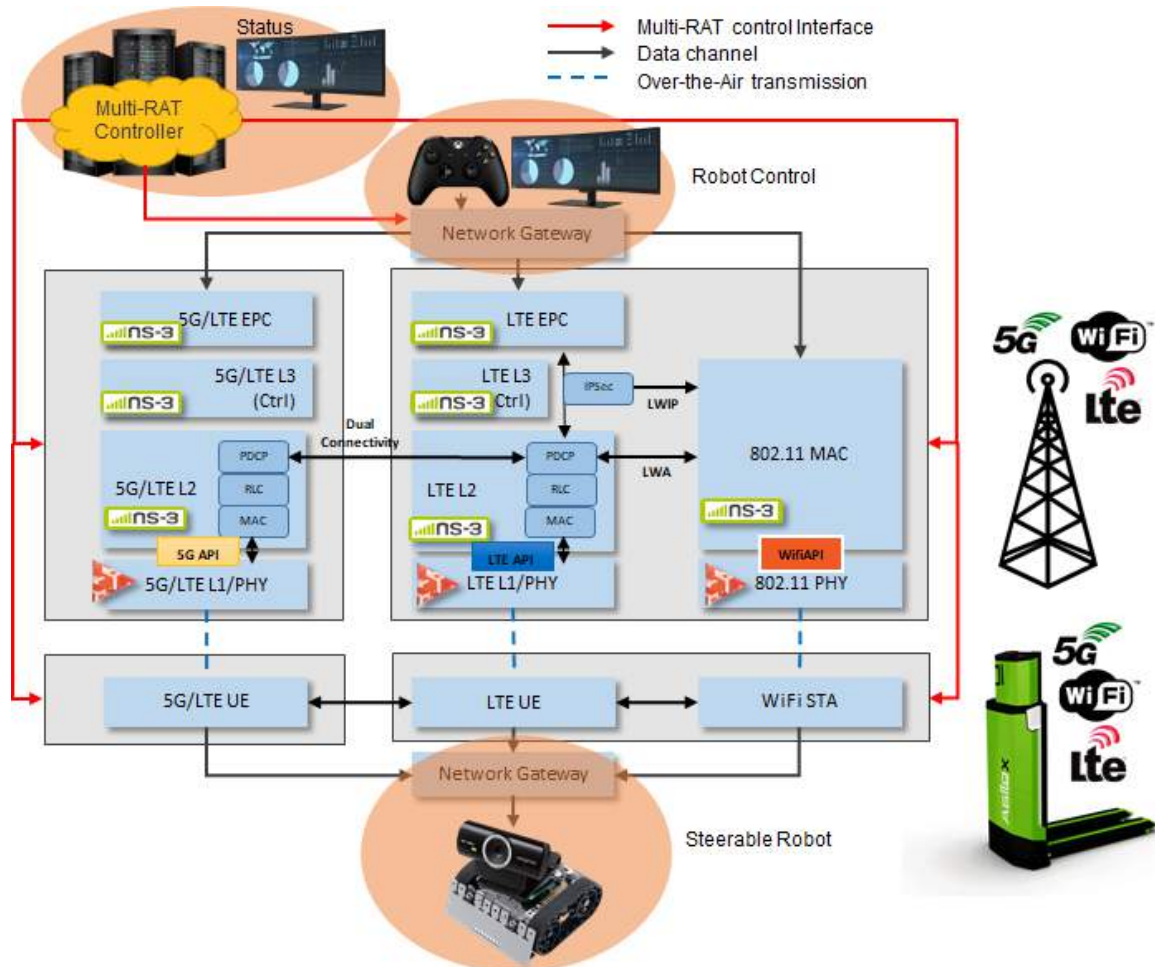 Status
Multi-RAT control Interface
Data channel
Over-the-Air transmission
Multi-RAT
Controller
Robot Control
Network Gateway
5G/LTE EPC
NS-3
LTE EPC
NS-3
5G/LTE L3
(Ctrl)
NS-3
LTE L3
(Ctrl)
NS-3
IPSec
LWIP
Dual
Connectivity
5G/LTE L2
NS-3
PDCP
RLC
MAC
LTE L2
NS-3
PDCP
RLC
MAC
LWA
802.11 MAC
NS-3
5G API
LTE API
WifiAPI
5G/LTE L1/PHY
LTE L1/PHY
802.11 PHY
5G
WiFi™
Lte
5G/LTE UE
LTE UE
WiFi STA
Network Gateway
Steerable Robot
5G
WiFi
Lte
AGILOX